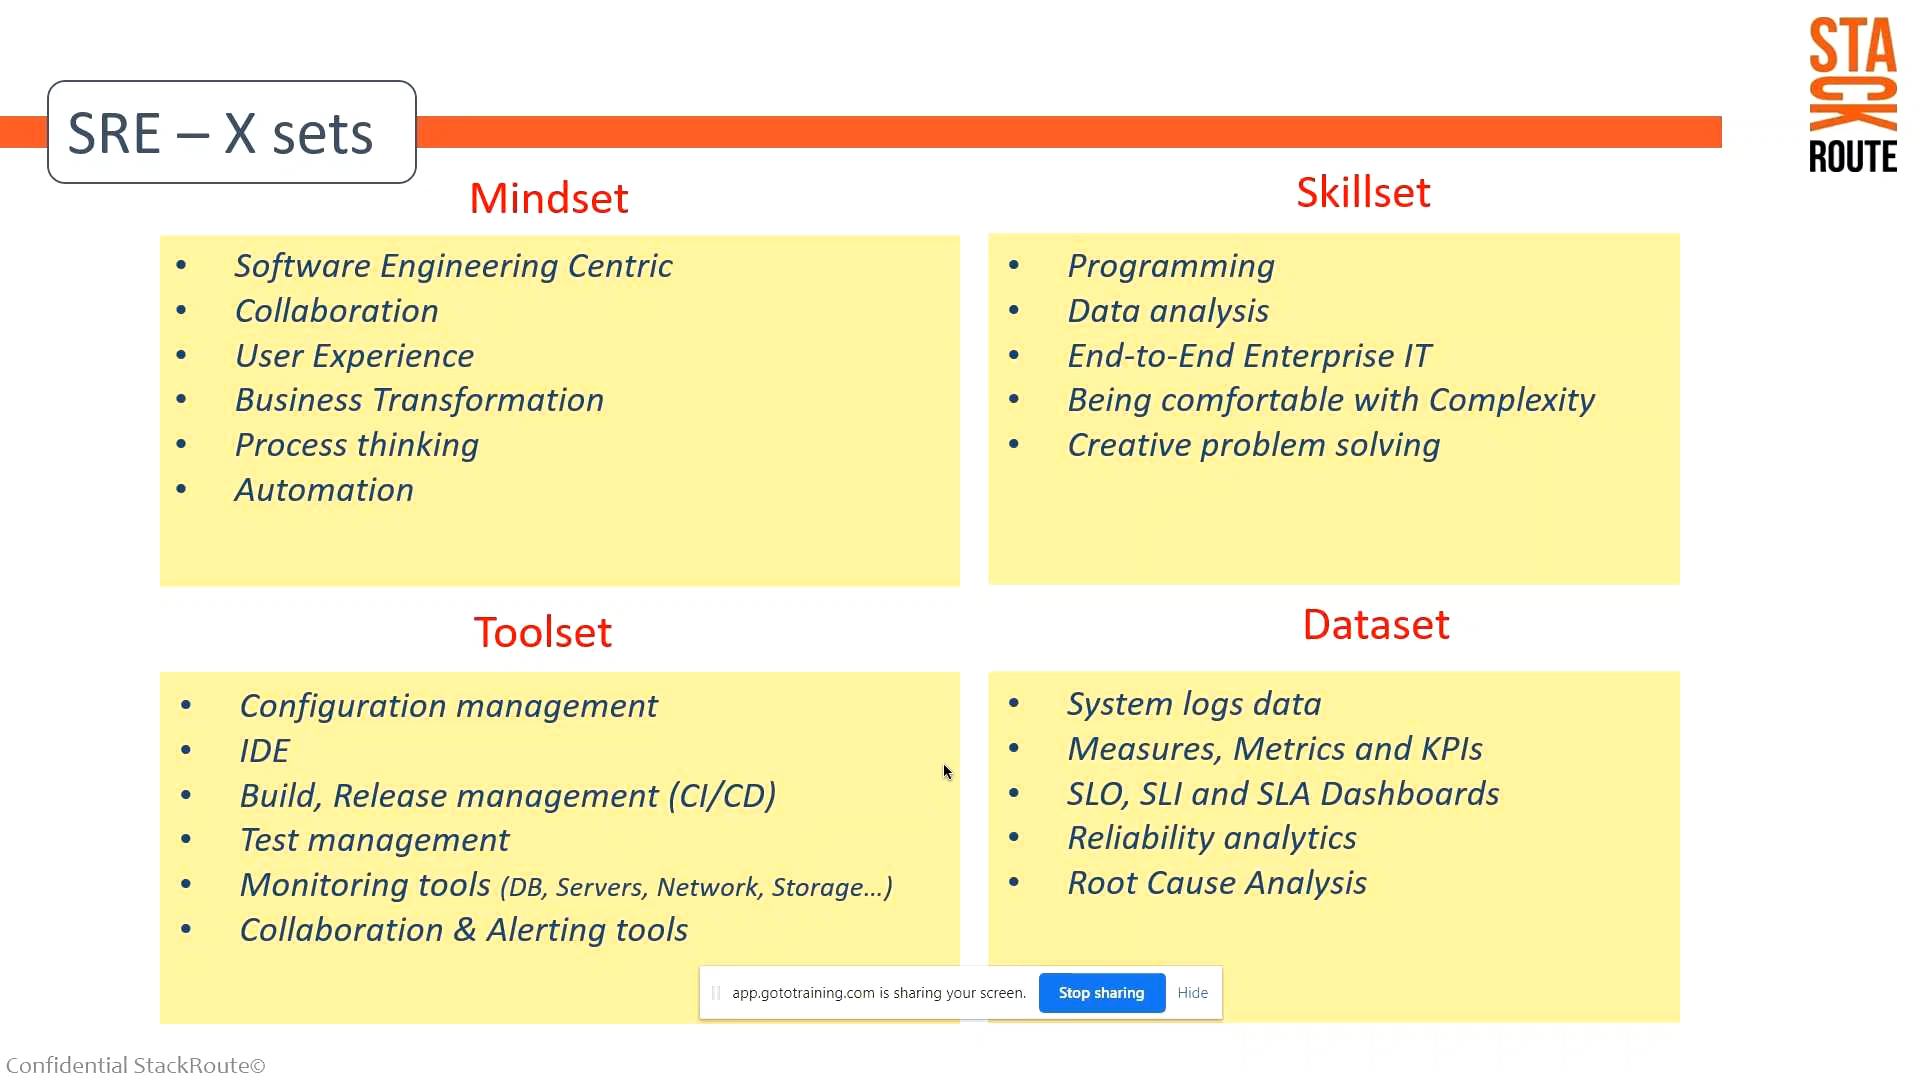 STA
CK
ROUTE
SRE – X sets
Mindset
• Software Engineering Centric
• Collaboration
• User Experience
• Business Transformation
• Process thinking
• Automation
Skillset
• Programming
• Data analysis
• End-to-End Enterprise IT
• Being comfortable with Complexity
• Creative problem solving
Toolset
• Configuration management
• IDE
• Build, Release management (CI/CD)
• Test management
• Monitoring tools (DB, Servers, Network, Storage...)
• Collaboration & Alerting tools
Dataset
• System logs data
• Measures, Metrics and KPIs
• SLO, SLI and SLA Dashboards
• Reliability analytics
• Root Cause Analysis
app.gototraining.com is sharing your screen. Stop sharing Hide
Confidential StackRoute©